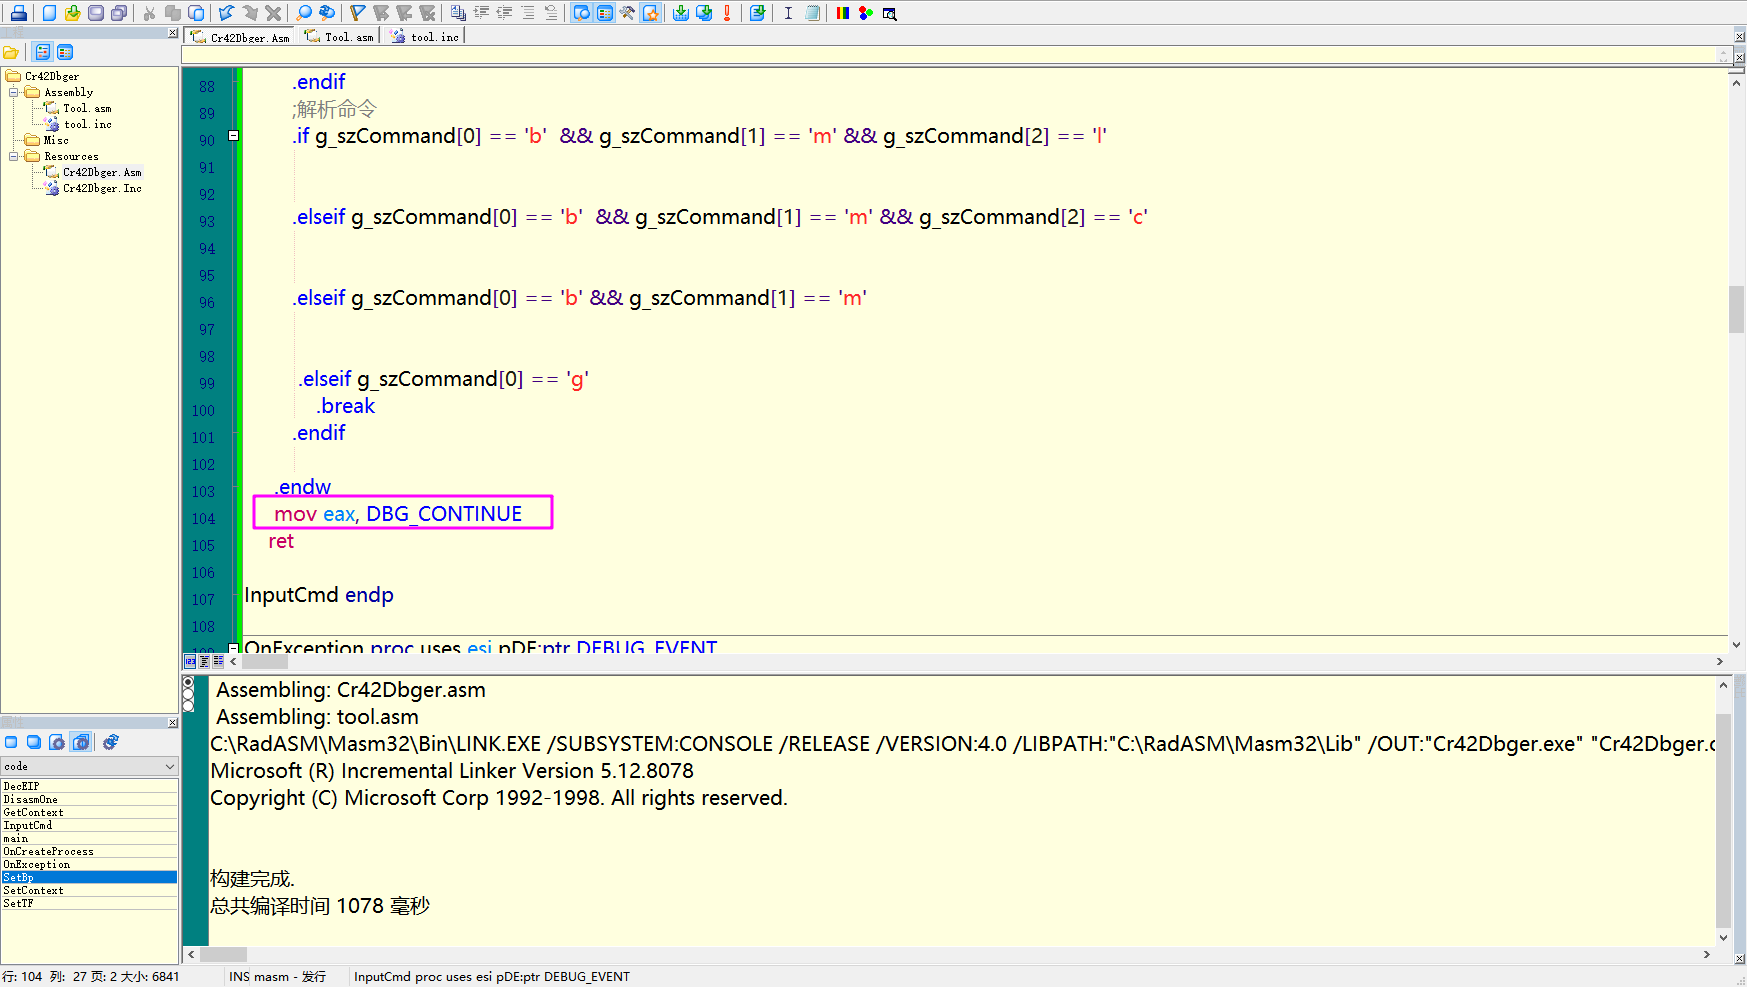 工程
Cr42Dbger
Assembly
Tool.asm
tool.inc
Misc
Resources
Cr42Dbger.Asm
Cr42Dbger.Inc
Cr42Dbger.Asm Tool.asm tool.inc
88 .endif
89 ;解析命令
90 .if g_szCommand[0] == 'b' && g_szCommand[1] == 'm' && g_szCommand[2] == 'l'
91
92
93 .elseif g_szCommand[0] == 'b' && g_szCommand[1] == 'm' && g_szCommand[2] == 'c'
94
95
96 .elseif g_szCommand[0] == 'b' && g_szCommand[1] == 'm'
97
98
99 .elseif g_szCommand[0] == 'g'
100 .break
101 .endif
102
103 .endw
104 mov eax, DBG_CONTINUE
105 ret
106
107 InputCmd endp
108
109 OnException proc uses esi pDE:ptr DEBUG_EVENT
属性
code
DecEIP
DisasmOne
GetContext
InputCmd
main
OnCreateProcess
OnException
SetBp
SetContext
SetTF
Assembling: Cr42Dbger.asm
Assembling: tool.asm
C:\RadASM\Masm32\Bin\LINK.EXE /SUBSYSTEM:CONSOLE /RELEASE /VERSION:4.0 /LIBPATH:"C:\RadASM\Masm32\Lib" /OUT:"Cr42Dbger.exe" "Cr42Dbger.o
Microsoft (R) Incremental Linker Version 5.12.8078
Copyright (C) Microsoft Corp 1992-1998. All rights reserved.
构建完成.
总共编译时间 1078 毫秒
行: 104 列: 27 页: 2 大小: 6841 INS masm - 发行 InputCmd proc uses esi pDE:ptr DEBUG_EVENT